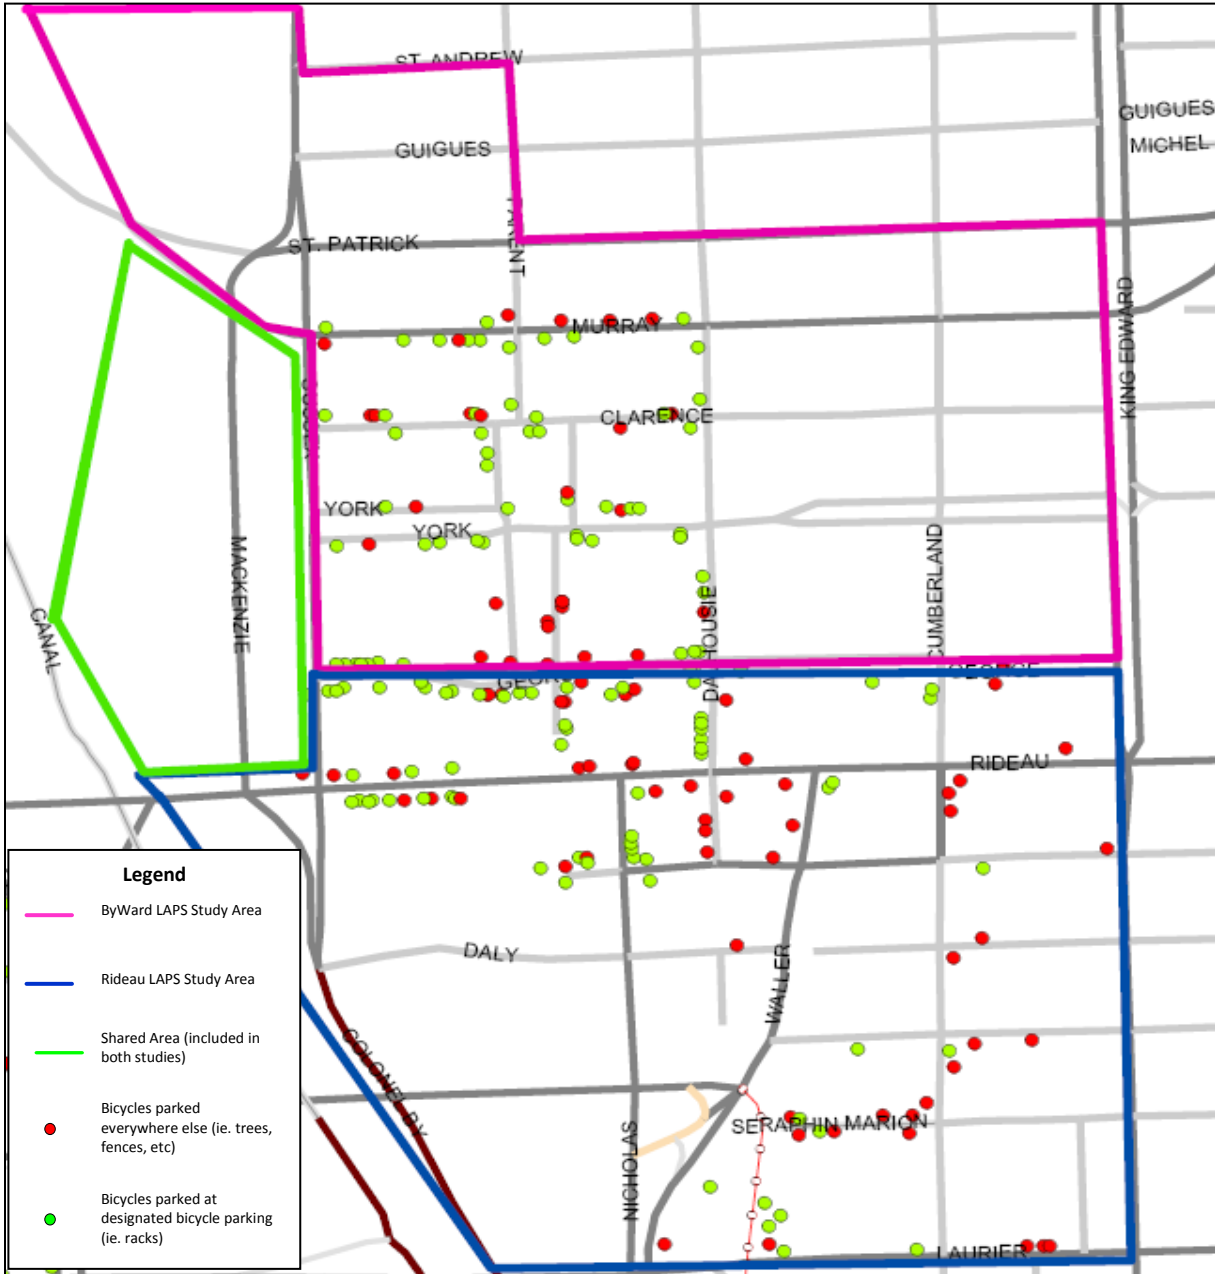 ST. ANDREW
GUIGUES
GUIGUES
MICHEL
ST. PATRICK
MURRAY
KING EDWARD
CLARENCE
YORK
YORK
MACKENZIE
CUMBERLAND
CANAL
DALHOUSIE
GEORGE
GEORGE
RIDEAU
DALY
WALLER
COLONEL BY
SERAPHIN MARION
NICHOLAS
LAURIER
Legend
ByWard LAPS Study Area
Rideau LAPS Study Area
Shared Area (included in
both studies)
Bicycles parked
everywhere else (ie. trees,
fences, etc)
Bicycles parked at
designated bicycle parking
(ie. racks)